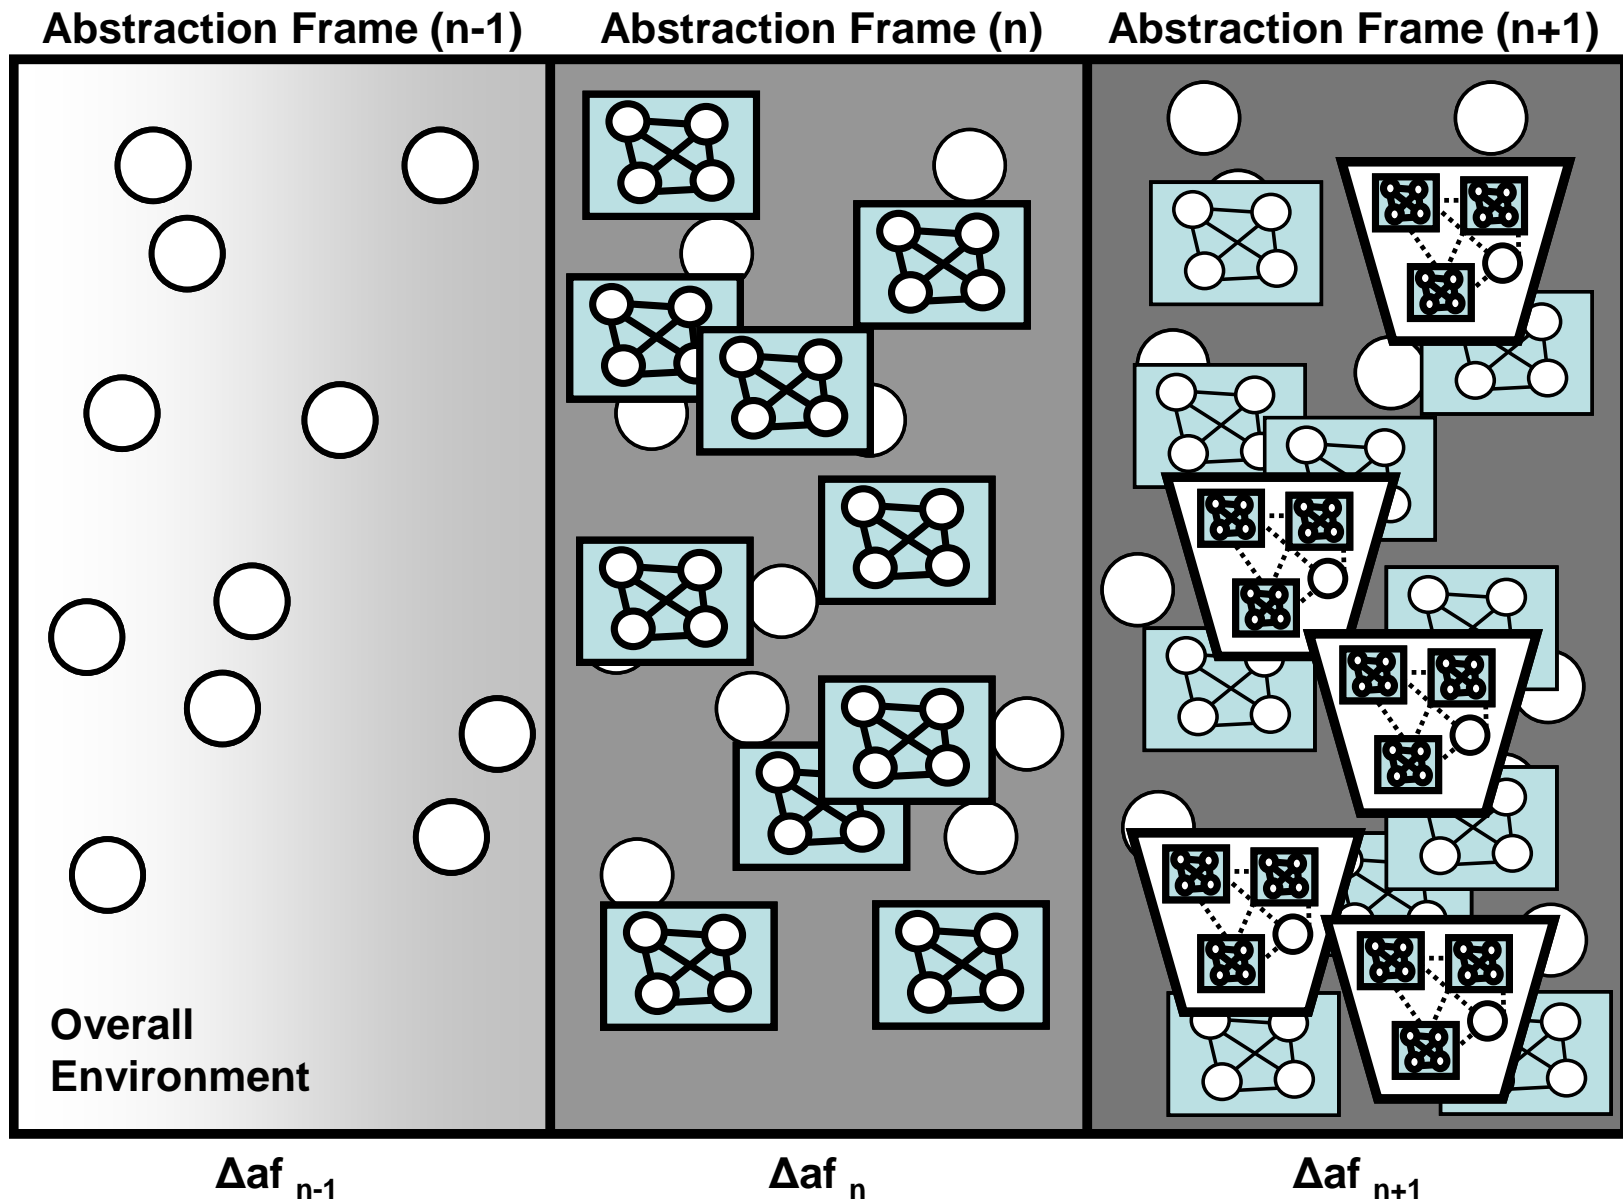 Abstraction Frame (n-1)
Abstraction Frame (n)
Abstraction Frame (n+1)
Overall
Environment
Δaf n-1
Δaf n
Δaf n+1